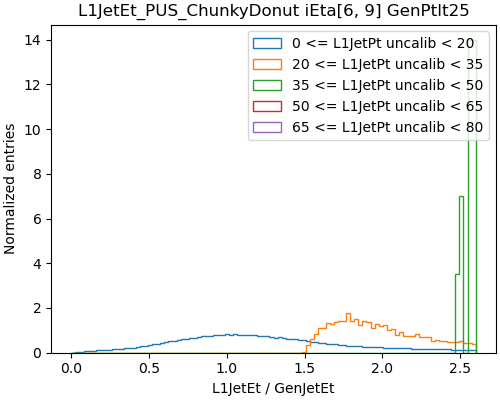 L1JetEt_PUS_ChunkyDonut iEta[6, 9] GenPtlt25
0 <= L1JetPt uncalib < 20
20 <= L1JetPt uncalib < 35
35 <= L1JetPt uncalib < 50
50 <= L1JetPt uncalib < 65
65 <= L1JetPt uncalib < 80
Normalized entries
14
12
10
8
6
4
2
0
0.0 0.5 1.0 1.5 2.0 2.5
L1JetEt / GenJetEt